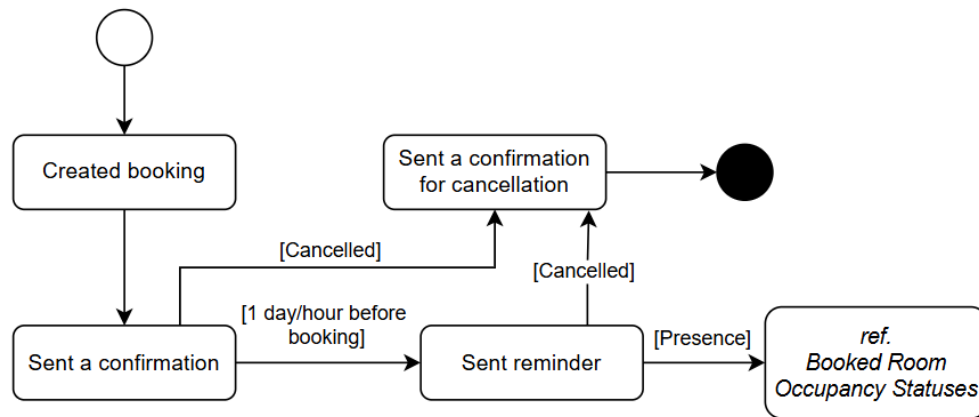 Created booking
Sent a confirmation
for cancellation
[Cancelled]
[Cancelled]
[1 day/hour before
booking]
Sent a confirmation
Sent reminder
[Presence]
ref.
Booked Room
Occupancy Statuses